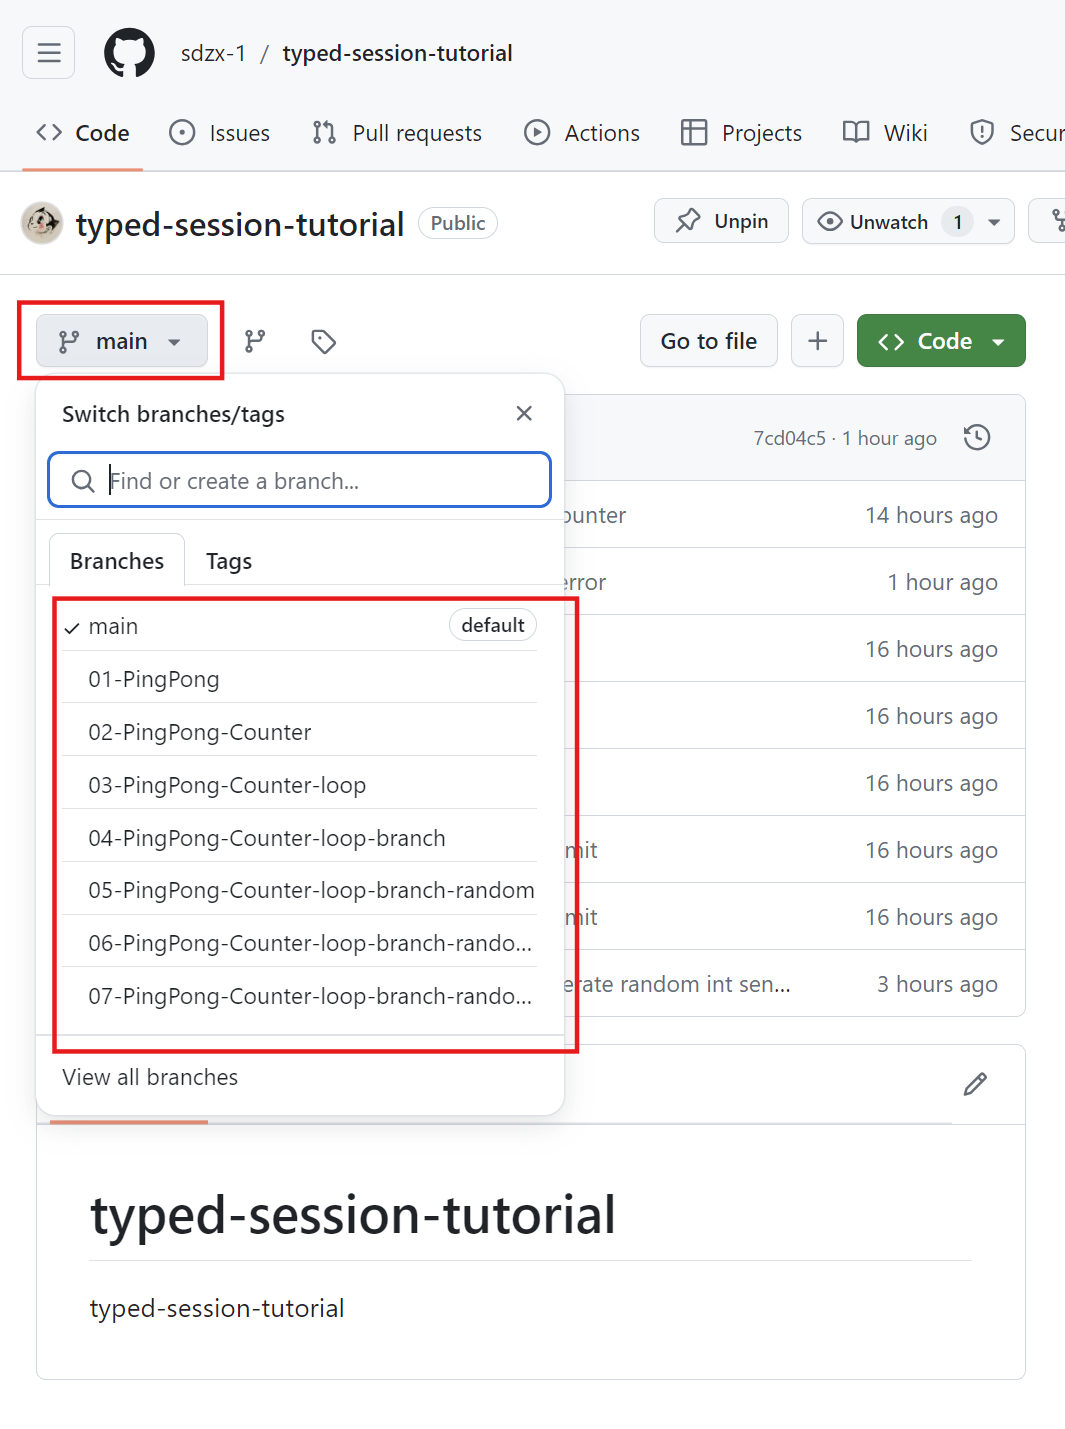 sdzx-1 / typed-session-tutorial
Code Issues Pull requests Actions Projects Wiki Secur
typed-session-tutorial Public Unpin Unwatch 1
main Go to file + Code
Switch branches/tags
7cd04c5 · 1 hour ago
Find or create a branch...
ounter 14 hours ago
Branches Tags
error 1 hour ago
main default
16 hours ago
01-PingPong
02-PingPong-Counter 16 hours ago
03-PingPong-Counter-loop 16 hours ago
04-PingPong-Counter-loop-branch mit 16 hours ago
05-PingPong-Counter-loop-branch-random
mit 16 hours ago
06-PingPong-Counter-loop-branch-rando...
07-PingPong-Counter-loop-branch-rando... erate random int sen... 3 hours ago
View all branches
typed-session-tutorial
typed-session-tutorial